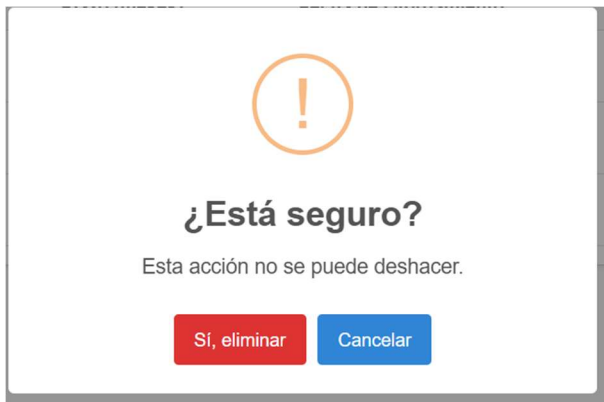 !
¿Está seguro?
Esta acción no se puede deshacer.
Sí, eliminar
Cancelar